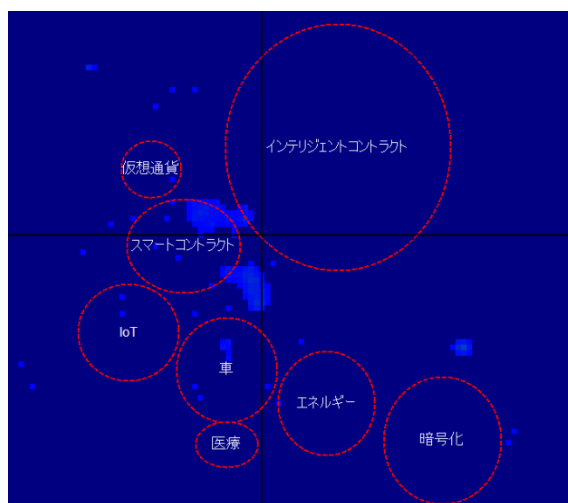 インテリジェントコントラクト
仮想通貨
スマートコントラクト
IoT
車
エネルギー
医療
暗号化